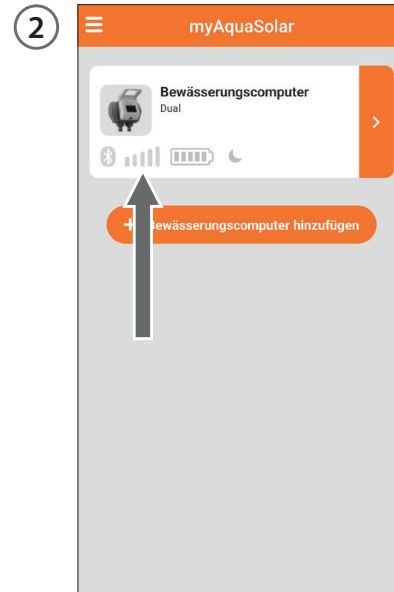 2
myAquaSolar
Bewässerungscomputer
Dual
+ Bewässerungscomputer hinzufügen